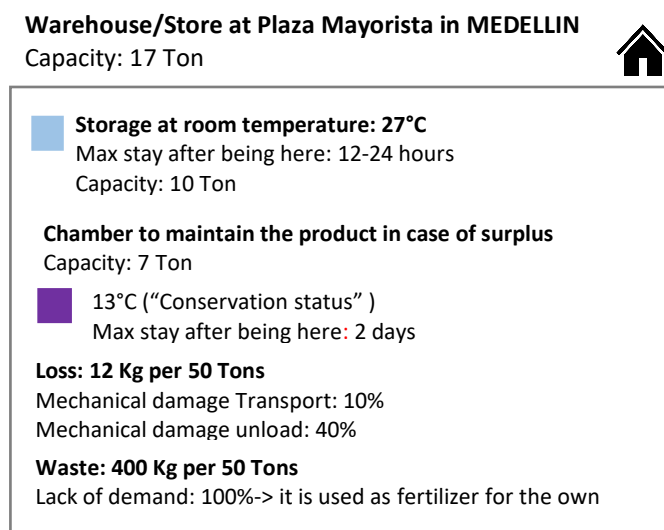 Warehouse/Store at Plaza Mayorista in MEDELLIN
Capacity: 17 Ton
Storage at room temperature: 27°C
Max stay after being here: 12-24 hours
Capacity: 10 Ton
Chamber to maintain the product in case of surplus
Capacity: 7 Ton
13°C (“Conservation status” )
Max stay after being here: 2 days
Loss: 12 Kg per 50 Tons
Mechanical damage Transport: 10%
Mechanical damage unload: 40%
Waste: 400 Kg per 50 Tons
Lack of demand: 100%-> it is used as fertilizer for the own